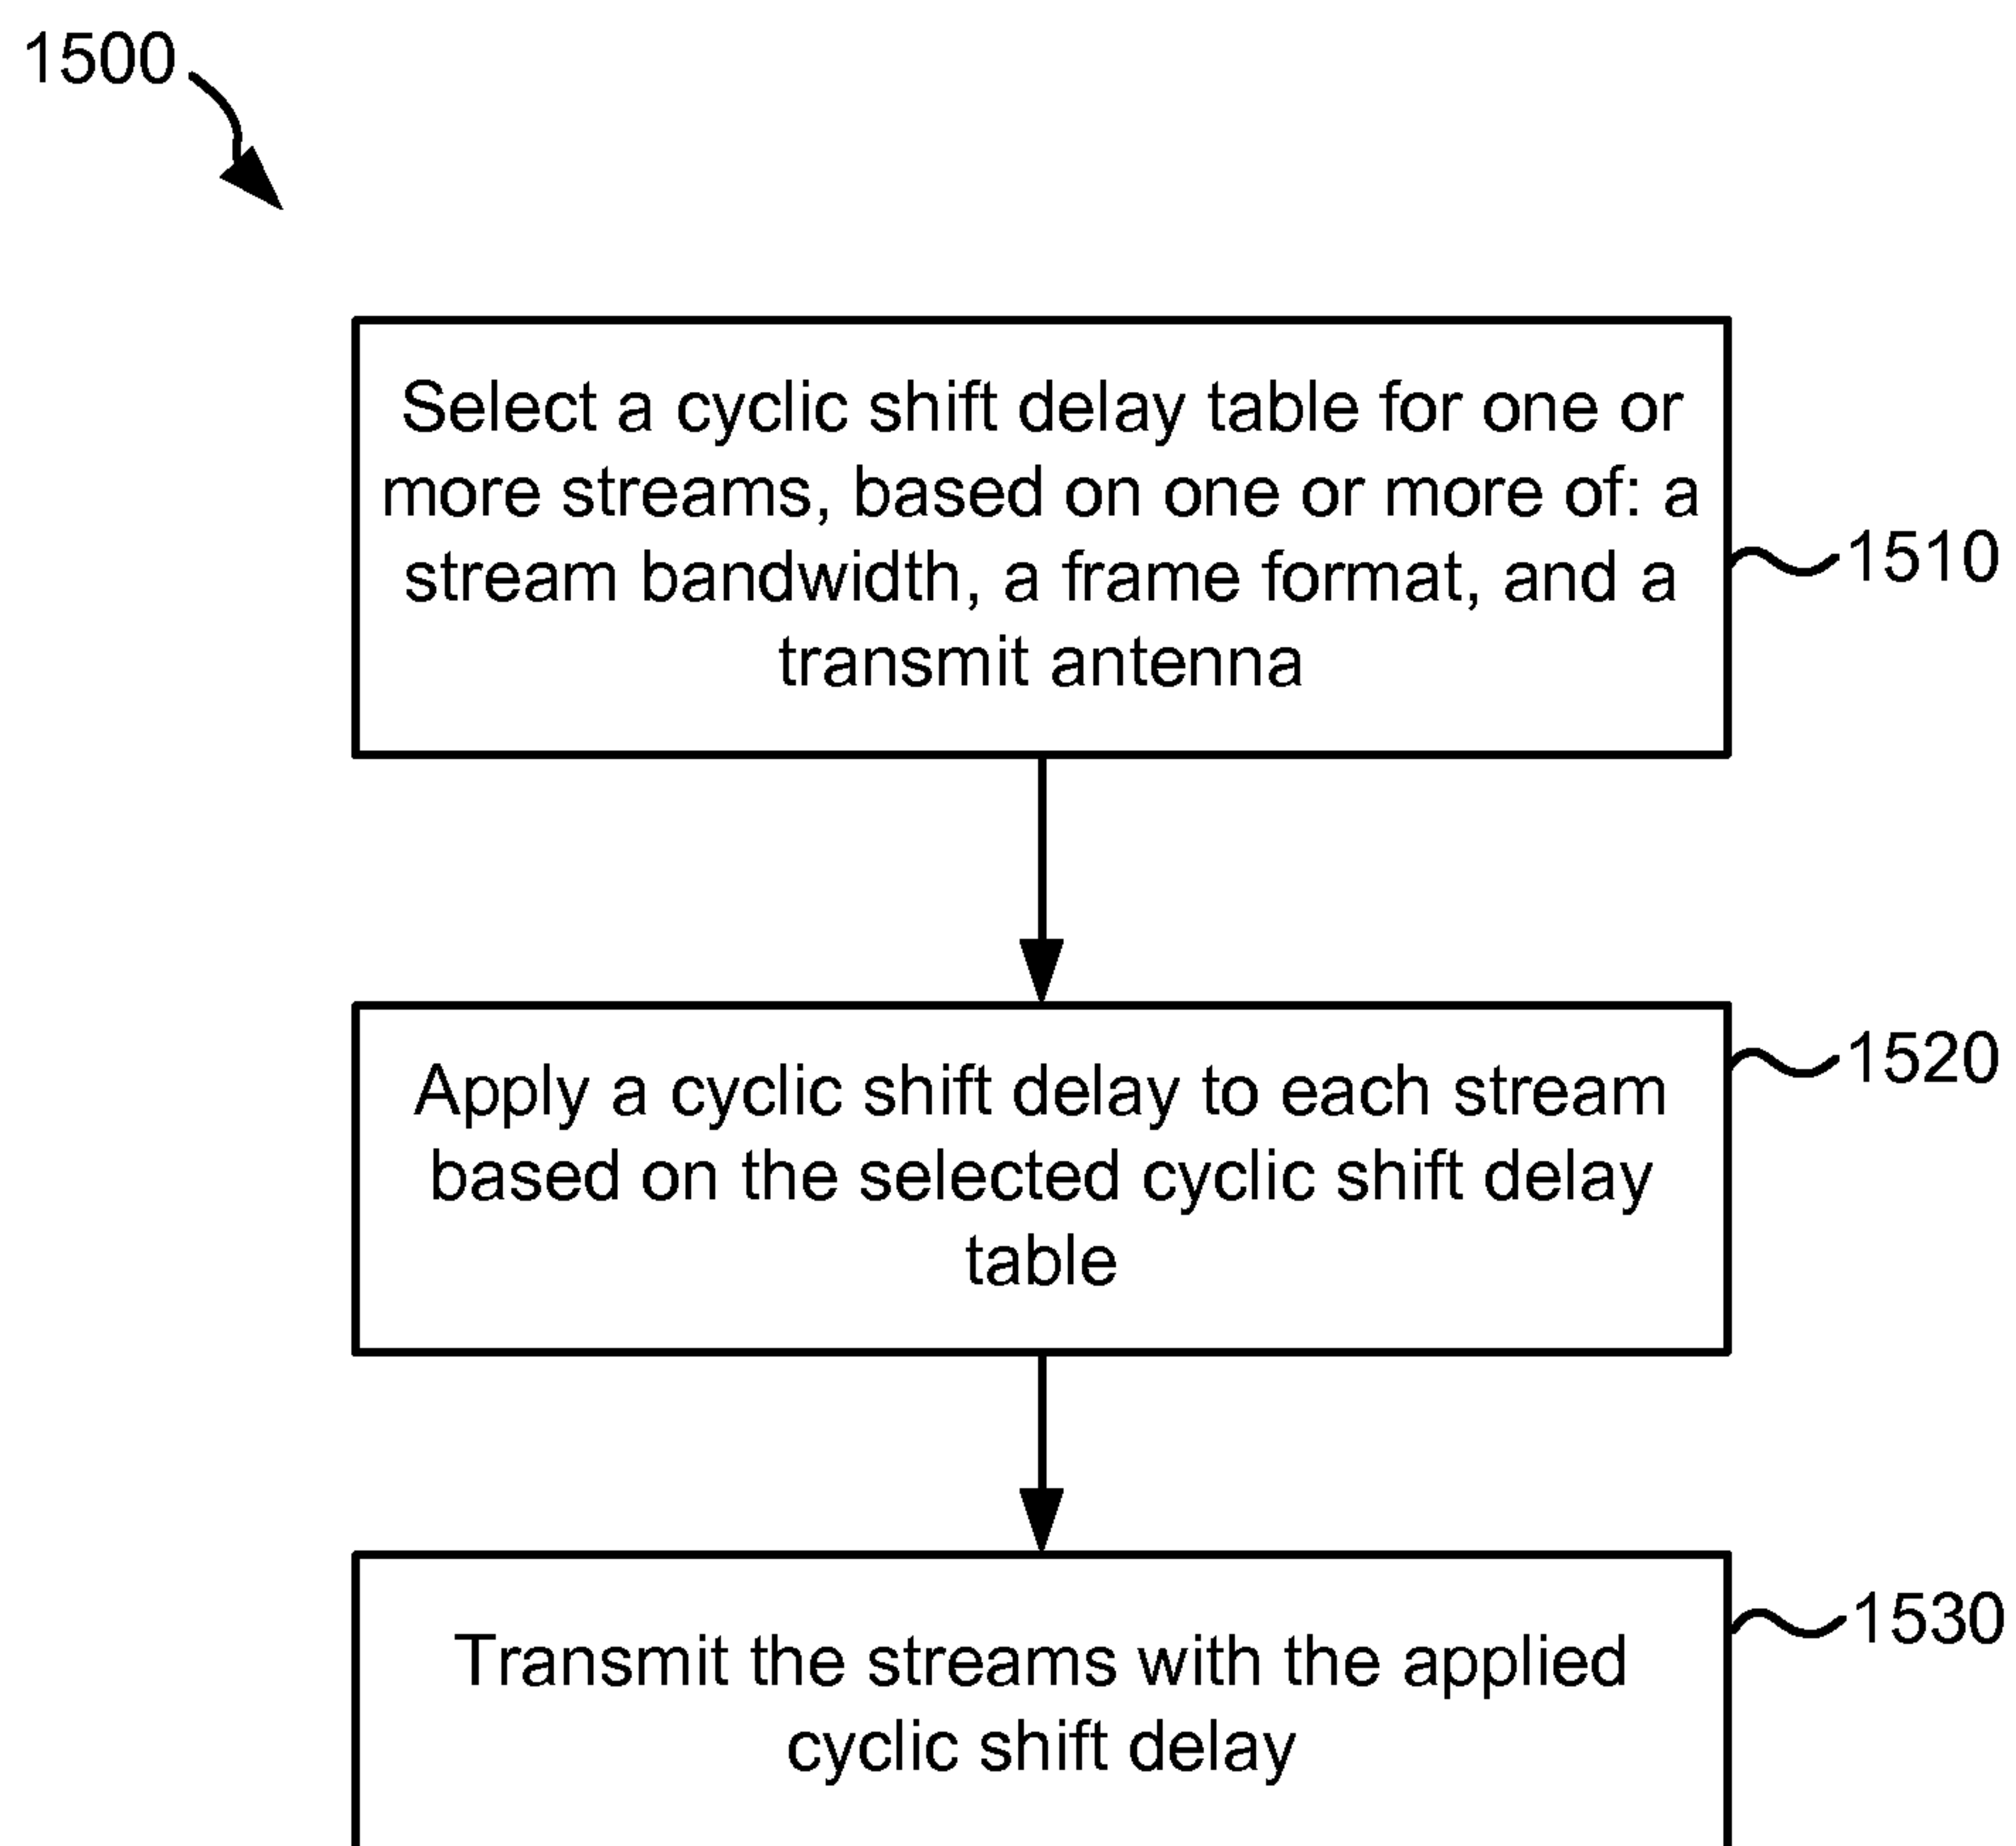 1500
Select a cyclic shift delay table for one or
more streams, based on one or more of: a
stream bandwidth, a frame format, and a
transmit antenna
1510
Apply a cyclic shift delay to each stream
based on the selected cyclic shift delay
table
1520
Transmit the streams with the applied
cyclic shift delay
1530